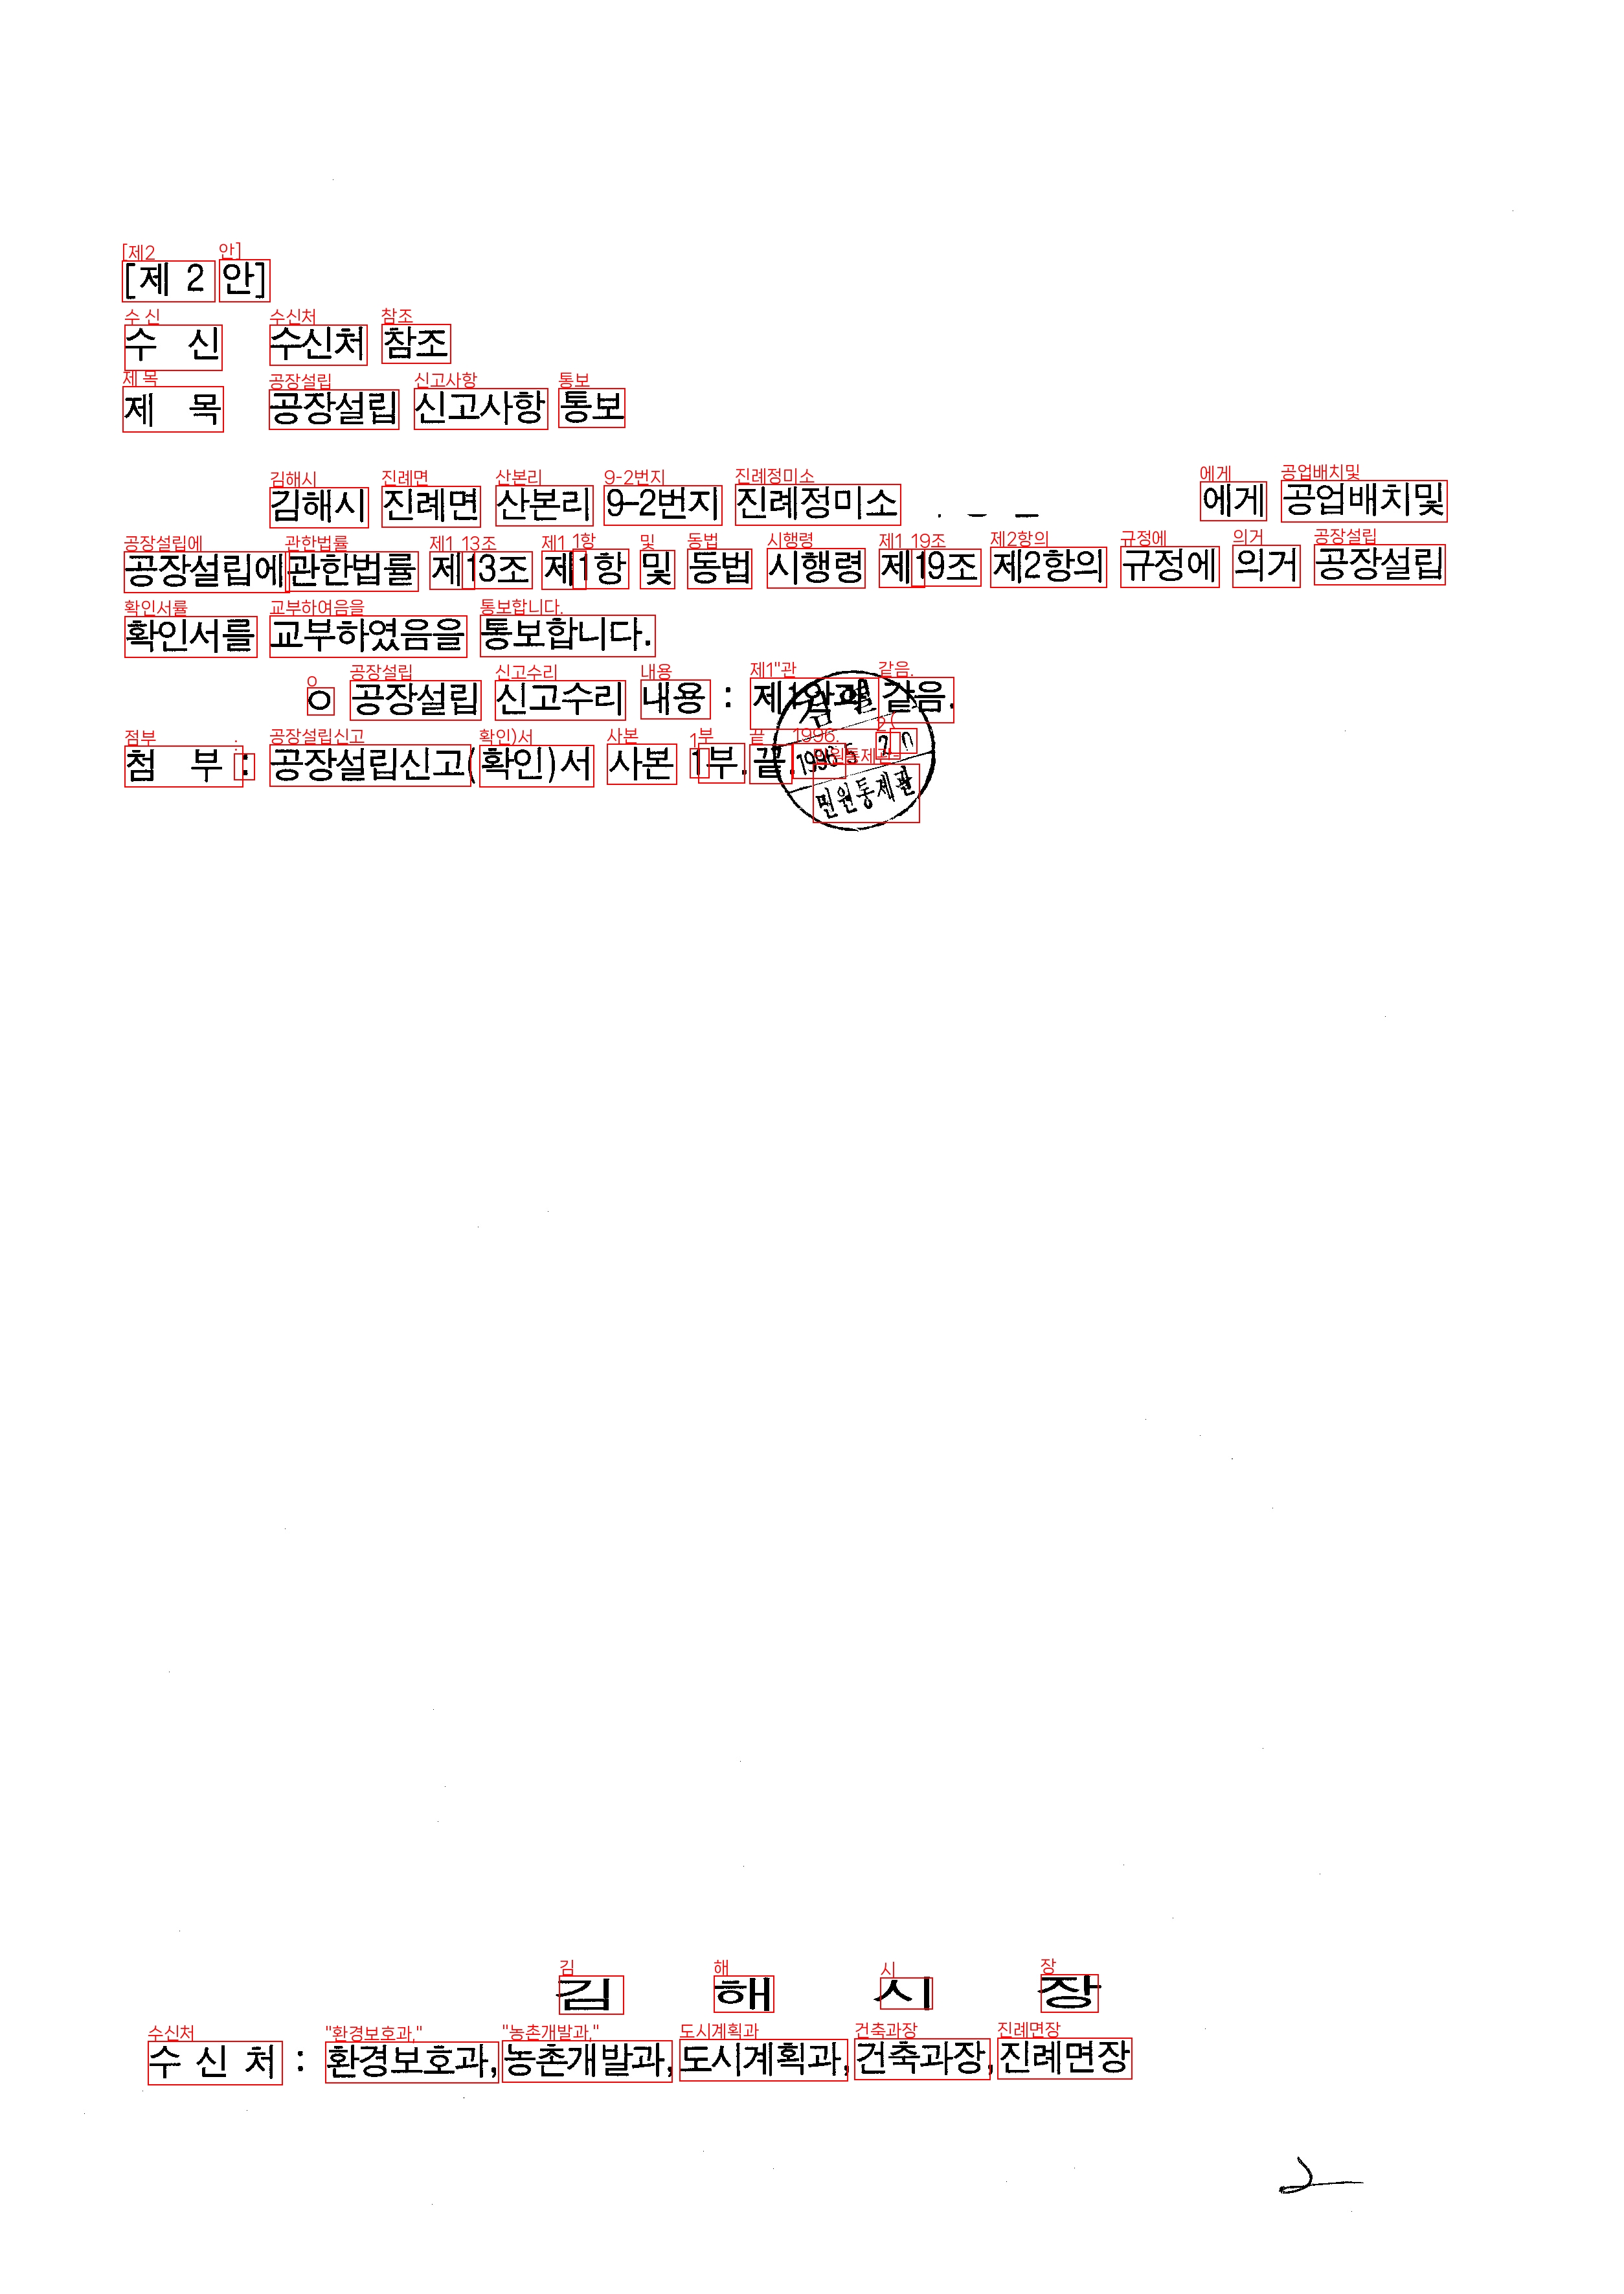 [제 2 안]
수 신 수신처 참조
제 목 공장설립 신고사항 통보
김해시 진례면 산본리 9-2번지 진례정미소 에게 공업배치및
공장설립에관한법률 제13조 제1항 및 동법 시행령 제19조 제2항의 규정에 의거 공장설립
확인서를 교부하였음을 통보합니다.
ㅇ 공장설립 신고수리 내용 : 제1안과 같음.
첨 부 : 공장설립신고(확인)서 사본 1부. 끝.
1996. 5. 20
민원통제관
김 해 시 장
수 신 처 : 환경보호과, 농촌개발과, 도시계획과, 건축과장, 진례면장